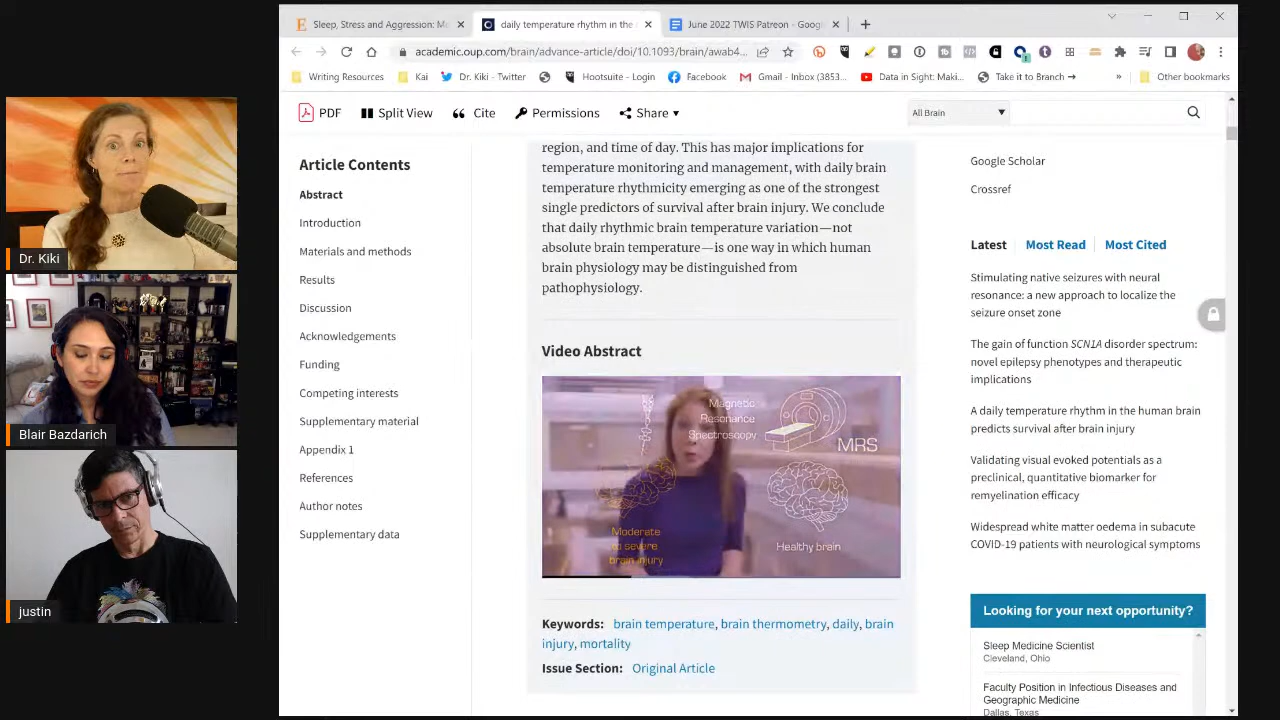 Sleep, Stress and Aggression: M
daily temperature rhythm in the
June 2022 TWIS Patreon - Goog
academic.oup.com/brain/advance-article/doi/10.1093/brain/awab4...
Writing Resources
Kai
Dr. Kiki - Twitter
Hootsuite - Login
Facebook
Gmail - Inbox (3853...
Data in Sight: Maki...
Take it to Branch →
»
Other bookmarks
PDF
Split View
Cite
Permissions
Share
All Brain
Article Contents
Abstract
Introduction
Materials and methods
Results
Discussion
Acknowledgements
Funding
Competing interests
Supplementary material
Appendix 1
References
Author notes
Supplementary data
region, and time of day. This has major implications for
temperature monitoring and management, with daily brain
temperature rhythmicity emerging as one of the strongest
single predictors of survival after brain injury. We conclude
that daily rhythmic brain temperature variation—not
absolute brain temperature—is one way in which human
brain physiology may be distinguished from
pathophysiology.
Video Abstract
Magnetic
Resonance
Spectroscopy
MRS
Moderate
to severe
brain injury
Healthy brain
Keywords: brain temperature, brain thermometry, daily, brain
injury, mortality
Issue Section: Original Article
Google Scholar
Crossref
Latest
Most Read
Most Cited
Stimulating native seizures with neural
resonance: a new approach to localize the
seizure onset zone
The gain of function SCN1A disorder spectrum:
novel epilepsy phenotypes and therapeutic
implications
A daily temperature rhythm in the human brain
predicts survival after brain injury
Validating visual evoked potentials as a
preclinical, quantitative biomarker for
remyelination efficacy
Widespread white matter oedema in subacute
COVID-19 patients with neurological symptoms
Looking for your next opportunity?
Sleep Medicine Scientist
Cleveland, Ohio
Faculty Position in Infectious Diseases and
Geographic Medicine
Dallas, Texas
Dr. Kiki
Blair Bazdarich
justin